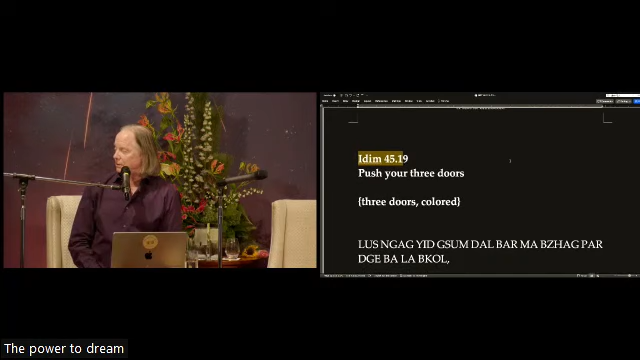 Idim 45.19
Push your three doors
{three doors, colored}
LUS NGAG YID GSUM DAL BAR MA BZHAG PAR
DGE BA LA BKOL,
The power to dream